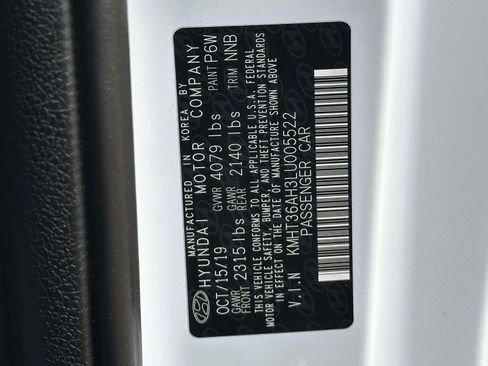 MANUFACTURED IN KOREA BY
HYUNDAI MOTOR COMPANY
OCT/15/19 GVWR 4079 lbs PAINT P6W
GAWR FRONT 2315 lbs GAWR REAR 2140 lbs TRIM NNB
THIS VEHICLE CONFORMS TO ALL APPLICABLE U.S.A. FEDERAL
MOTOR VEHICLE SAFETY, BUMPER, AND THEFT PREVENTION STANDARDS
IN EFFECT ON THE DATE OF MANUFACTURE SHOWN ABOVE
V.I.N KMHT36AH3LU005522
PASSENGER CAR